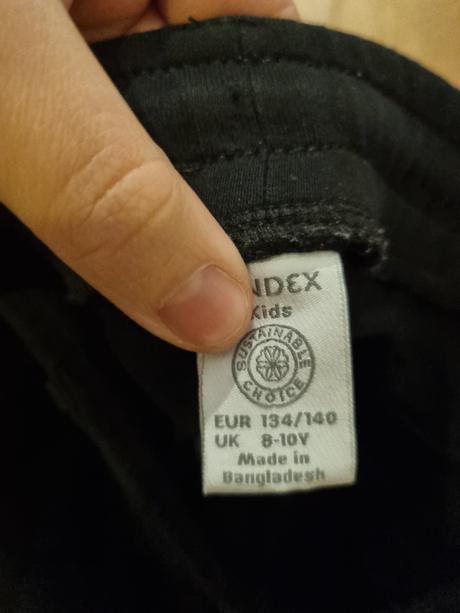 NDEX
Kids
SUSTAINABLE
CHOICE
EUR 134/140
UK 8-10Y
Made in
Bangladesh